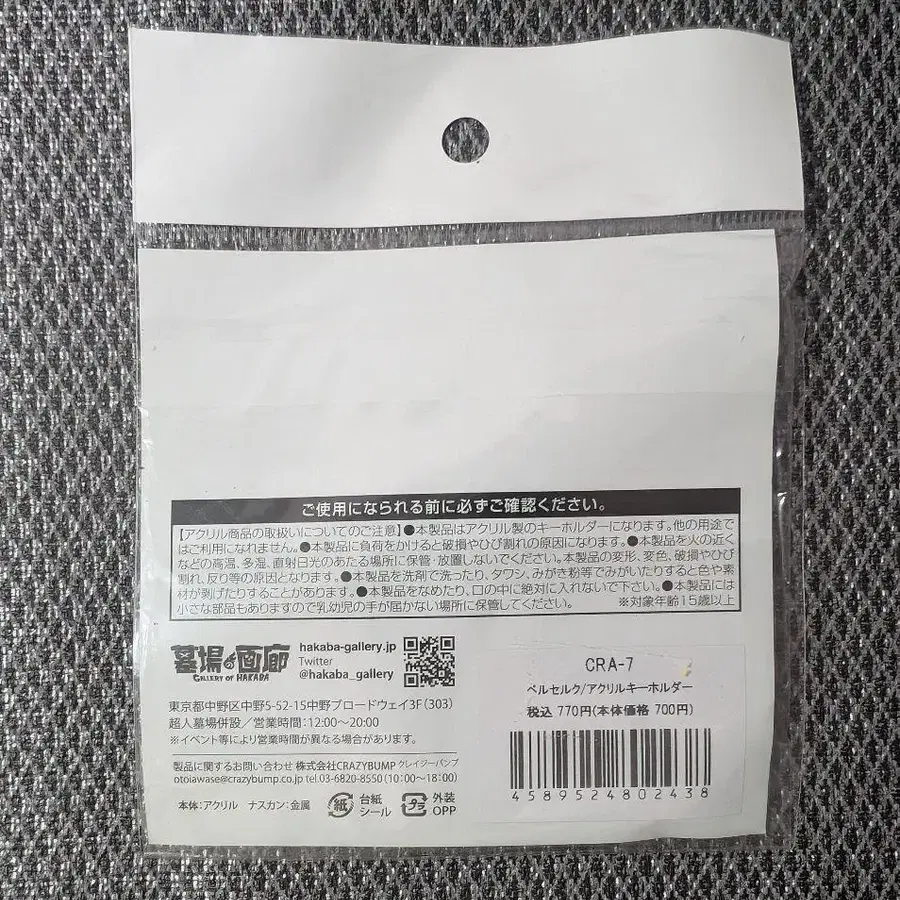 ご使用になられる前に必ずご確認ください。
【アクリル商品の取扱いについてのご注意】●本製品はアクリル製のキーホルダーになります。他の用途で
はご利用になれません。●本製品に負荷をかけると破損やひび割れの原因になります。●本製品を火の近く
などの高温、多湿、直射日光のあたる場所に保管・放置しないでください。本製品の変形、変色、破損やひび
割れ、反り等の原因となります。●本製品を洗剤で洗ったり、タワシ、みがき粉等でみがいたりすると色や素
材が剥げたりすることがあります。●本製品をなめたり、口の中に絶対に入れないで下さい。●本製品には
小さな部品もありますので乳幼児の手が届かない場所に保管してください。 ※対象年齢15歳以上
墓場の画廊
GALLERY OF HAKABA
hakaba-gallery.jp
Twitter
@hakaba_gallery
東京都中野区中野5-52-15中野ブロードウェイ3F(303)
超人墓場併設/営業時間:12:00〜20:00
※イベント等により営業時間が異なる場合があります。
製品に関するお問い合わせ 株式会社CRAZYBUMP クレイジーバンプ
otoiawase@crazybump.co.jp tel.03-6820-8550(10:00〜18:00)
本体:アクリル ナスカン:金属
紙
台紙
シール
プラ
外装
OPP
CRA-7
ベルセルク/アクリルキーホルダー
税込 770円(本体価格 700円)
4589524802438